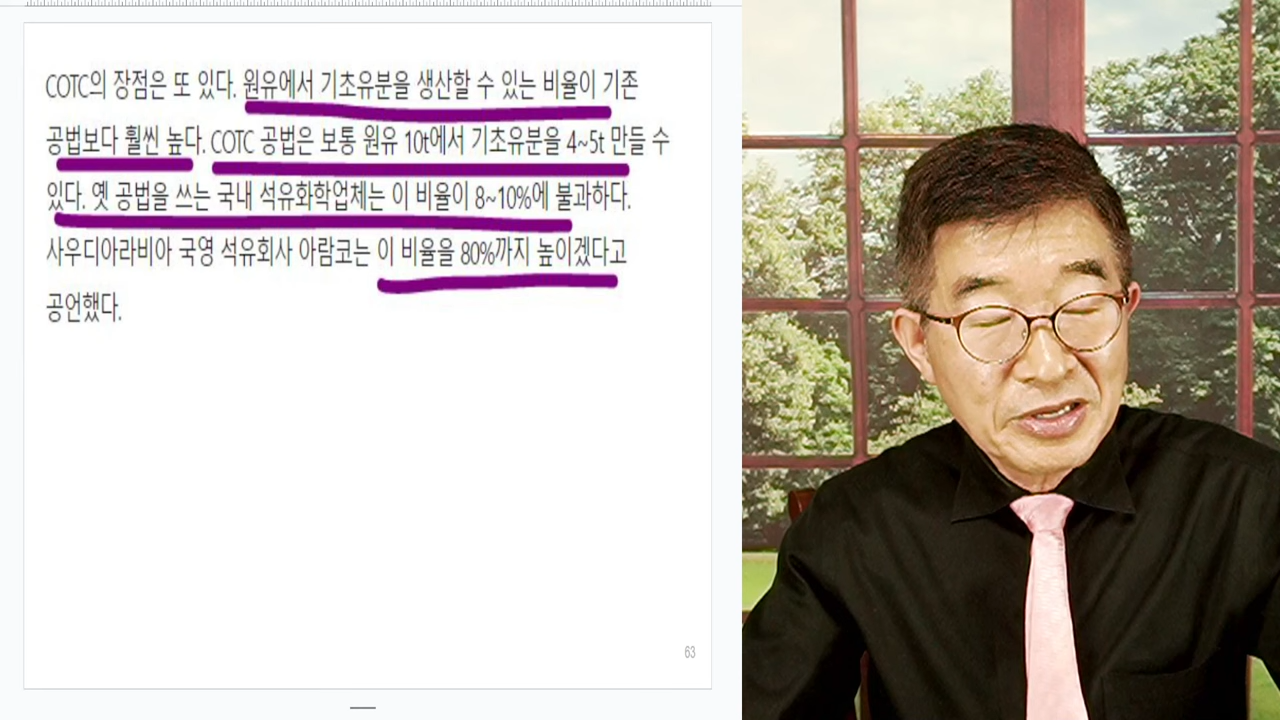 COTC의 장점은 또 있다. 원유에서 기초유분을 생산할 수 있는 비율이 기존
공법보다 훨씬 높다. COTC 공법은 보통 원유 10t에서 기초유분을 4~5t 만들 수
있다. 옛 공법을 쓰는 국내 석유화학업체는 이 비율이 8~10%에 불과하다.
사우디아라비아 국영 석유회사 아람코는 이 비율을 80%까지 높이겠다고
공언했다.
63